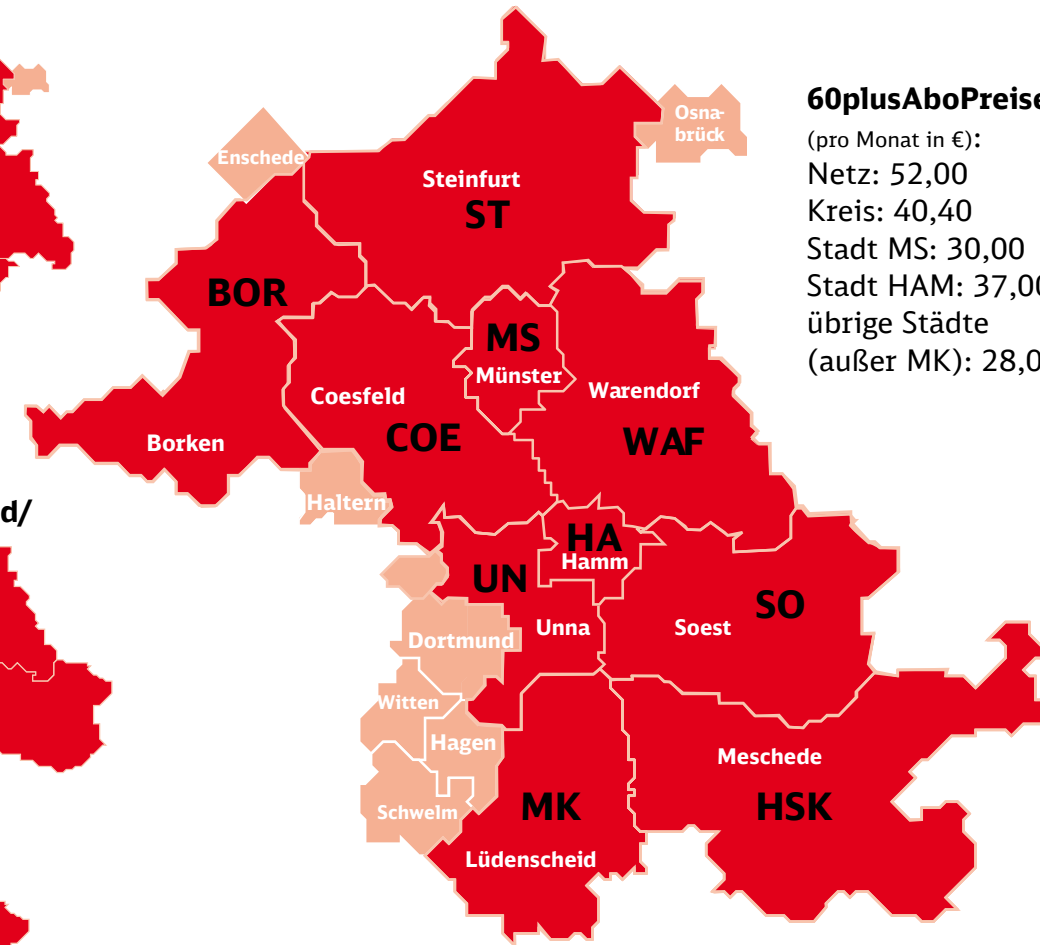 60plusAboPreise
(pro Monat in €):
Netz: 52,00
Kreis: 40,40
Stadt MS: 30,00
Stadt HAM: 37,00
übrige Städte
(außer MK): 28,0
Osna-
brück
Enschede
Steinfurt
ST
BOR
MS
Münster
Coesfeld
COE
Warendorf
WAF
Borken
Haltern
d/
HA
Hamm
UN
Unna
SO
Soest
Dortmund
Witten
Hagen
Schwelm
Meschede
HSK
MK
Lüdenscheid